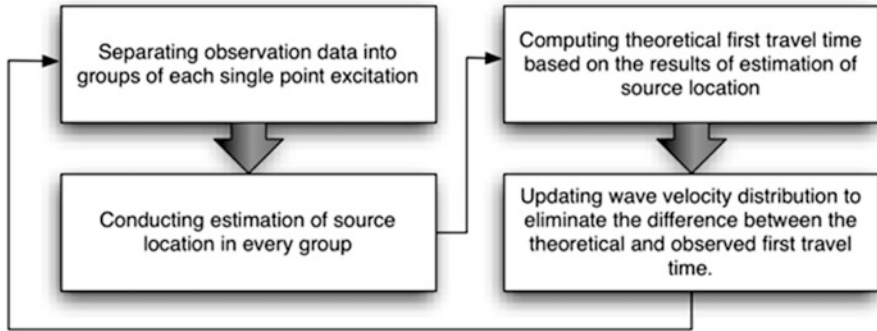 Separating observation data into
groups of each single point excitation
Conducting estimation of source
location in every group
Computing theoretical first travel time
based on the results of estimation of
source location
Updating wave velocity distribution to
eliminate the difference between the
theoretical and observed first travel
time.